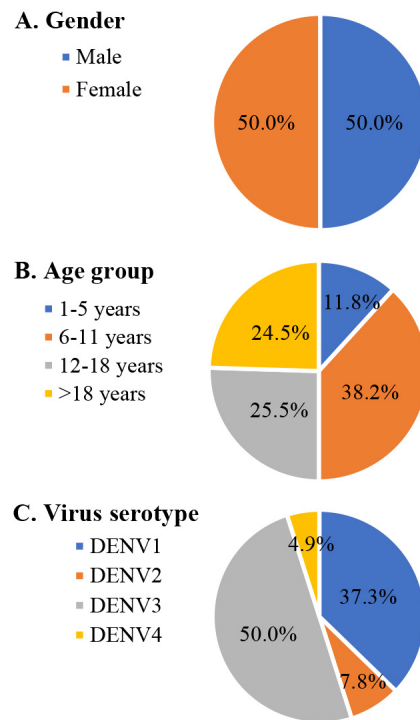 A. Gender
Male
Female
50.0%
50.0%
B. Age group
1-5 years
6-11 years
12-18 years
>18 years
11.8%
24.5%
38.2%
25.5%
C. Virus serotype
DENV1
DENV2
DENV3
DENV4
4.9%
37.3%
50.0%
7.8%